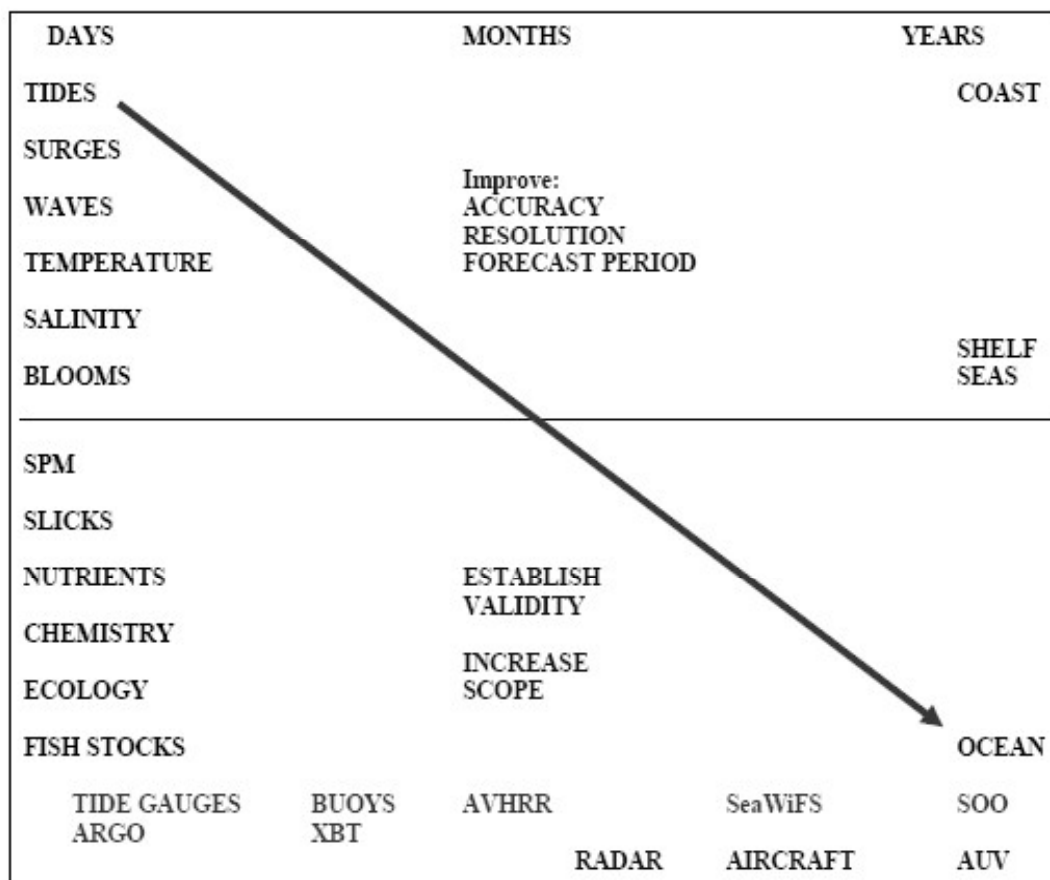 DAYS MONTHS YEARS
TIDES COAST
SURGES
Improve:
WAVES ACCURACY
RESOLUTION
TEMPERATURE FORECAST PERIOD
SALINITY
SHELF
BLOOMS SEAS
SPM
SLICKS
NUTRIENTS ESTABLISH
VALIDITY
CHEMISTRY
INCREASE
ECOLOGY SCOPE
FISH STOCKS OCEAN
TIDE GAUGES BUOYS AVHRR SeaWiFS SOO
ARGO XBT
RADAR AIRCRAFT AUV